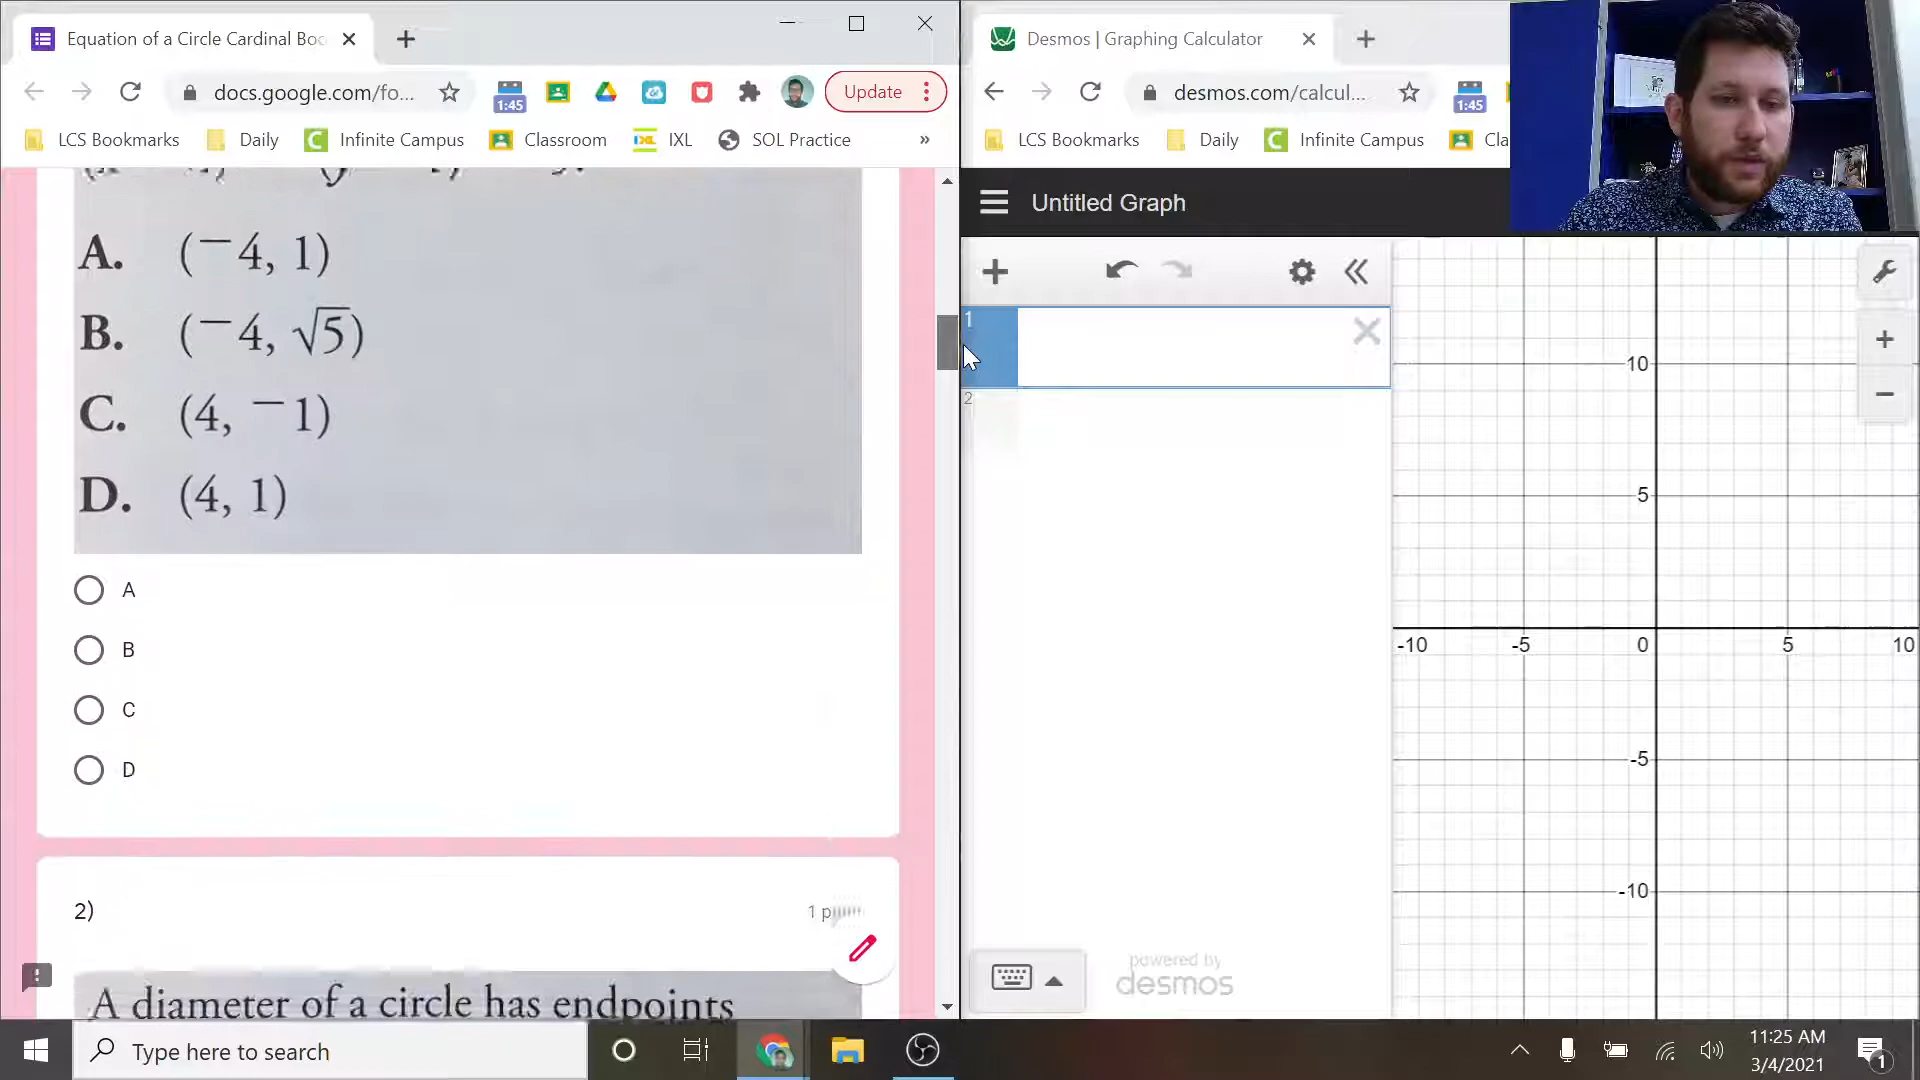 Equation of a Circle Cardinal Boo
Desmos | Graphing Calculator
docs.google.com/fo...
1:45
Update
desmos.com/calcul...
1:45
LCS Bookmarks
Daily
Infinite Campus
Classroom
IXL
SOL Practice
»
LCS Bookmarks
Daily
Infinite Campus
Cla
Untitled Graph
A. (⁻4, 1)
B. (⁻4, √5)
C. (4, ⁻1)
D. (4, 1)
A
B
C
D
2)
1 p
A diameter of a circle has endpoints
1
2
10
5
-10
-5
0
5
10
-5
-10
powered by
desmos
Type here to search
11:25 AM
3/4/2021
1